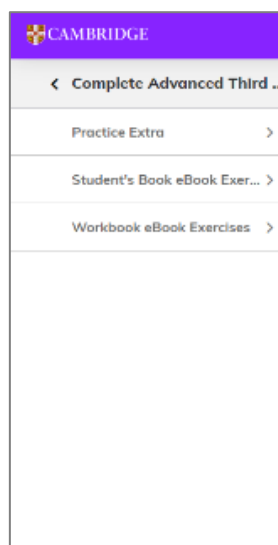 CAMBRIDGE
Complete Advanced Third ..
Practice Extra
Student's Book eBook Exer...
Workbook eBook Exercises